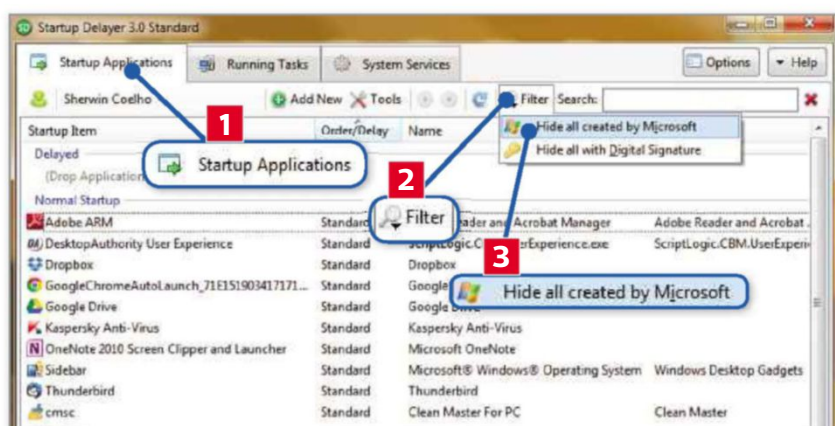 Startup Delayer 3.0 Standard
Startup Applications Running Tasks System Services Options Help
Sherwin Coelho Add New Tools Filter Search:
Startup Item Order/Delay Name
Hide all created by Microsoft
Hide all with Digital Signature
Delayed
(Drop Application
1
Startup Applications
Normal Startup
2
Filter
Adobe ARM Standard Reader and Acrobat Manager Adobe Reader and Acrobat .
DesktopAuthority User Experience Standard ScriptLogic.C erExperience.exe ScriptLogic.CBM.UserExperi
3
Dropbox Standard Dropbox
GoogleChromeAutoLaunch_71E151903417171... Standard Google
Hide all created by Microsoft
Google Drive Standard Google Drive
Kaspersky Anti-Virus Standard Kaspersky Anti-Virus
OneNote 2010 Screen Clipper and Launcher Standard Microsoft OneNote
Sidebar Standard Microsoft® Windows® Operating System Windows Desktop Gadgets
Thunderbird Standard Thunderbird
cmsc Standard Clean Master For PC Clean Master